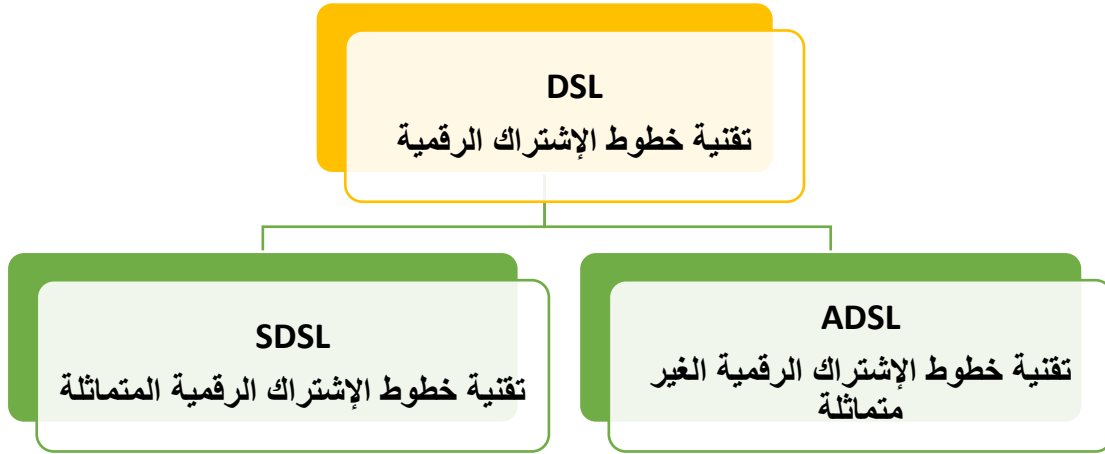 DSL
تقنية خطوط الإشتراك الرقمية
ADSL
تقنية خطوط الإشتراك الرقمية الغير
متماثلة
SDSL
تقنية خطوط الإشتراك الرقمية المتماثلة